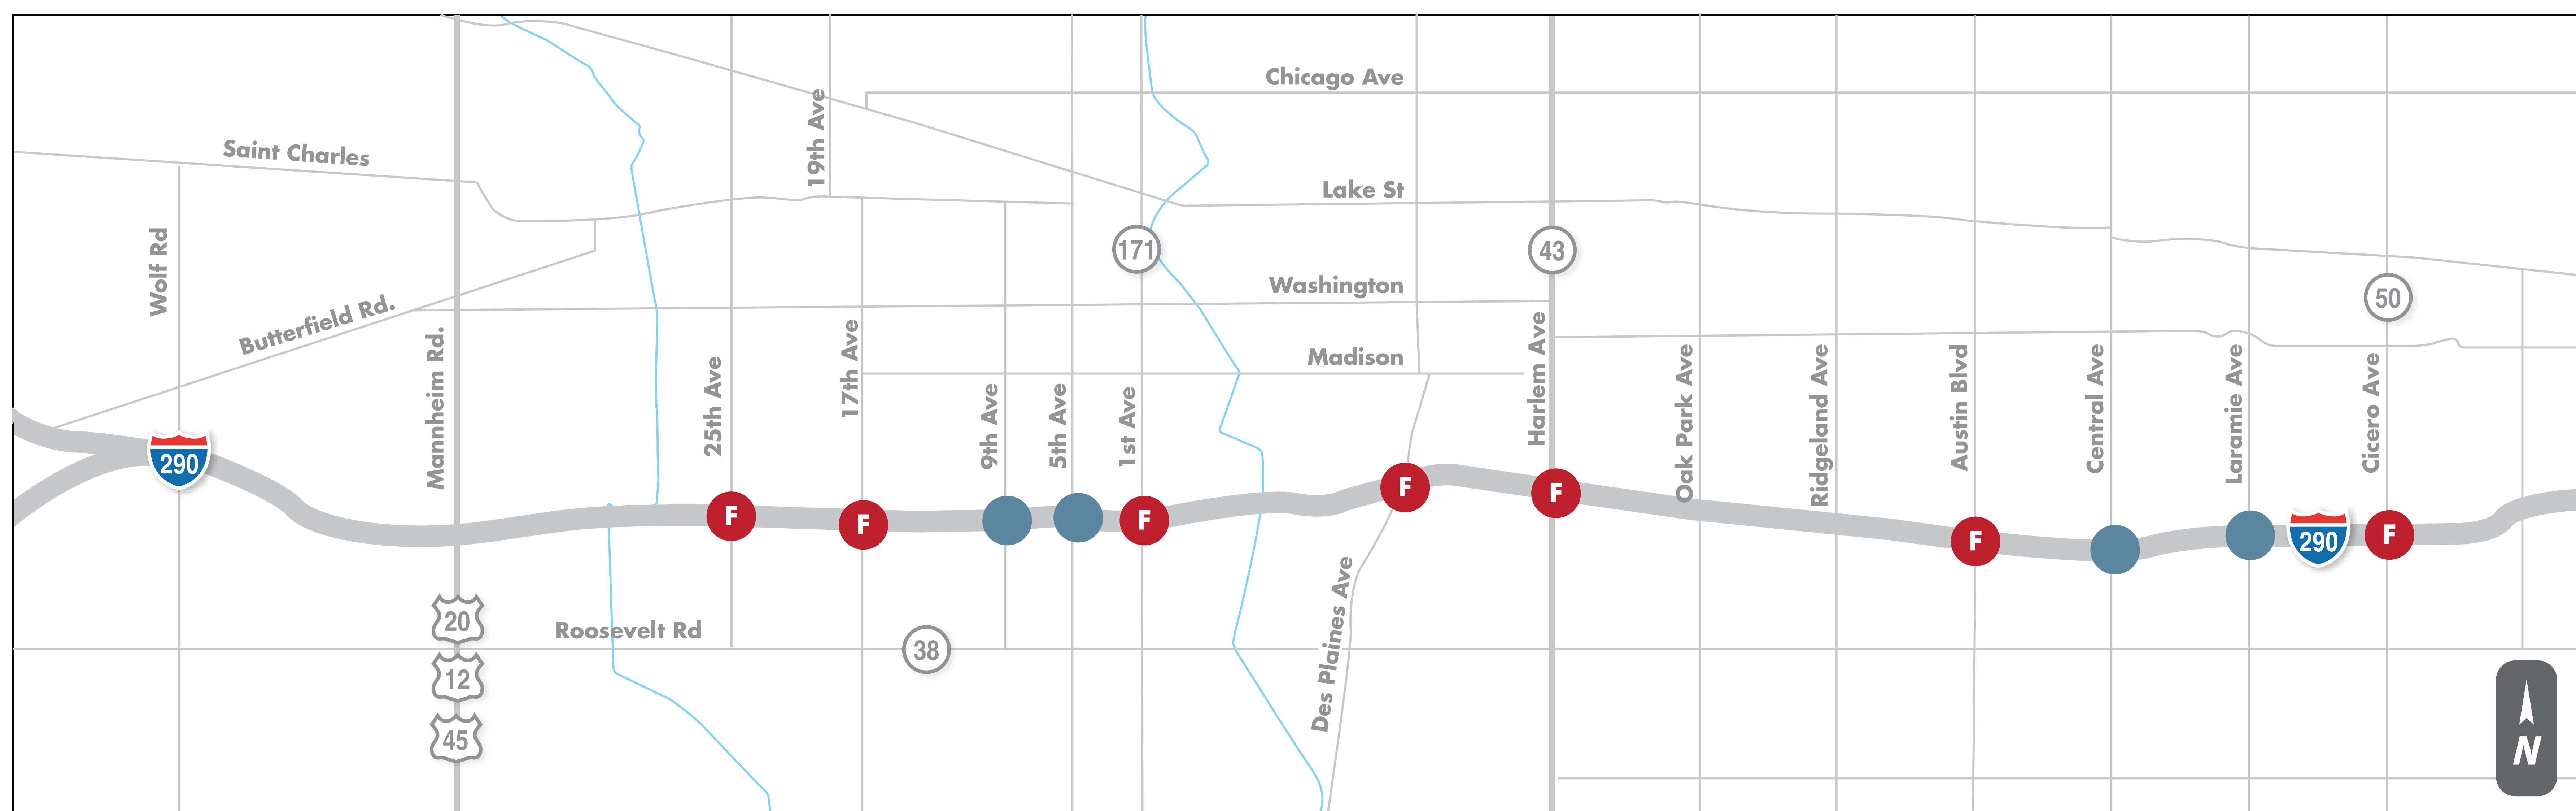 Chicago Ave
19th Ave
Saint Charles
Lake St
Wolf Rd
171
43
Washington
50
Butterfield Rd.
Mannheim Rd.
25th Ave
17th Ave
9th Ave
5th Ave
1st Ave
Madison
Harlem Ave
Oak Park Ave
Ridgeland Ave
Austin Blvd
Central Ave
Laramie Ave
Cicero Ave
290
F
F
F
F
F
F
290
F
20
Roosevelt Rd
38
Des Plaines Ave
12
45
N